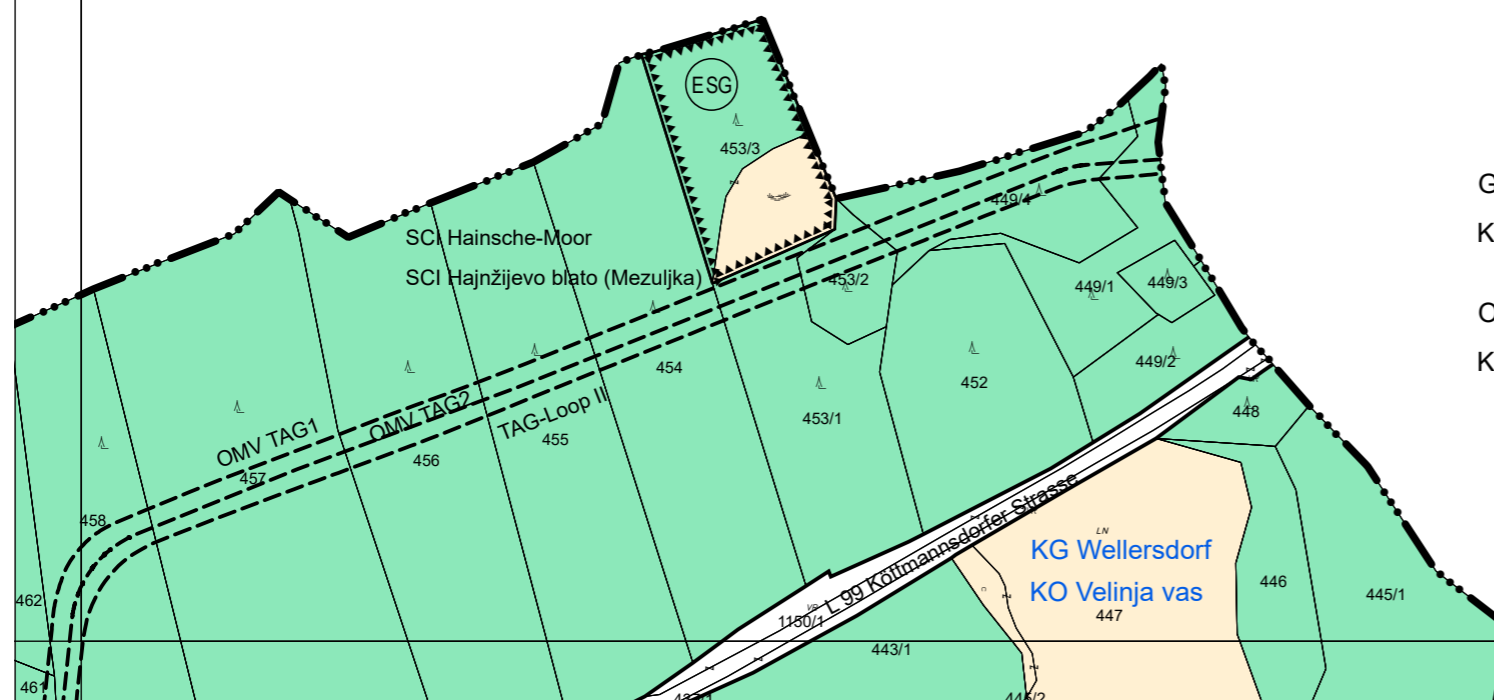 ESG
453/3
G
449/4
K
SCI Hainsche-Moor
SCI Hajnžijevo blato (Mezuljka)
453/2
449/1
449/3
C
K
454
449/2
452
OMV TAG1
OMV TAG2
TAG-Loop II
453/1
448
455
456
457
458
L 99 Köttmannsdorfer Strasse
LN
KG Wellersdorf
KO Velinja vas
446
445/1
462
1150/1
447
443/1
461